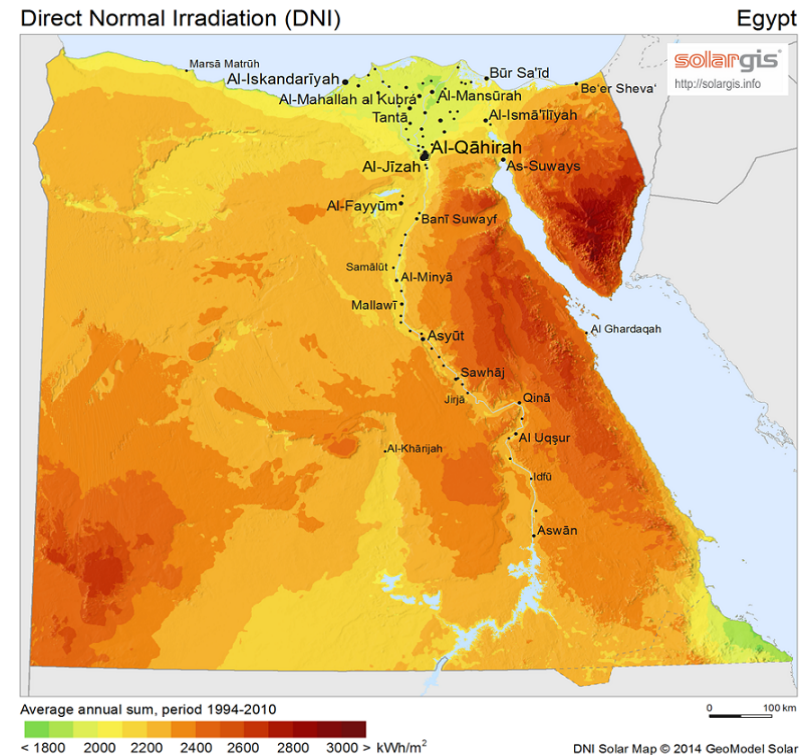 Direct Normal Irradiation (DNI)
Egypt
solargis
http://solargis.info
Marsá Matrūh
Al-Iskandarīyah
Būr Sa'īd
Be'er Sheva'
Al-Mahallah al Kubrá
Al-Mansūrah
Tantā
Al-Ismā'īlīyah
Al-Qāhirah
Al-Jīzah
As-Suways
Al-Fayyūm
Banī Suwayf
Samālūt
Al-Minyā
Mallawī
Al Ghardaqah
Asyūt
Sawhāj
Jirjā
Qinā
Al Uqşur
Al-Khārijah
Idfū
Aswān
Average annual sum, period 1994-2010
0 100 km
< 1800 2000 2200 2400 2600 2800 3000 > kWh/m²
DNI Solar Map © 2014 GeoModel Solar